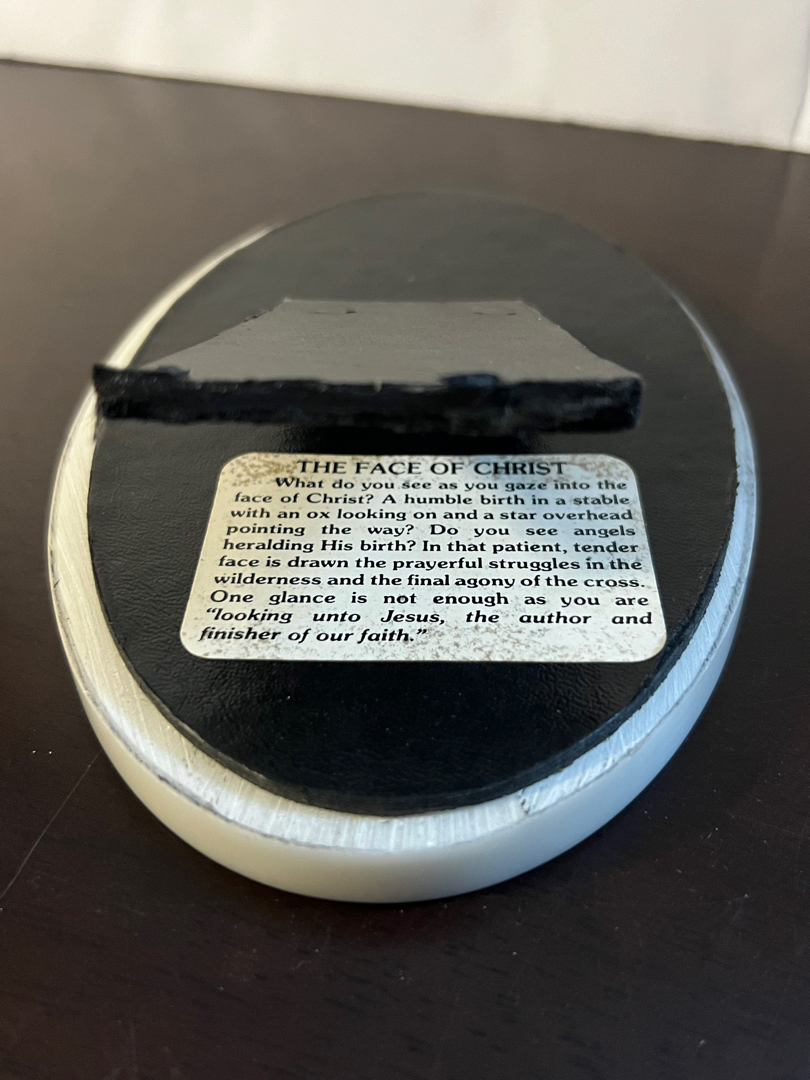 THE FACE OF CHRIST
What do you see as you gaze into the
face of Christ? A humble birth in a stable
with an ox looking on and a star overhead
pointing the way? Do you see angels
heralding His birth? In that patient, tender
face is drawn the prayerful struggles in the
wilderness and the final agony of the cross.
One glance is not enough as you are
“looking unto Jesus, the author and
finisher of our faith.”